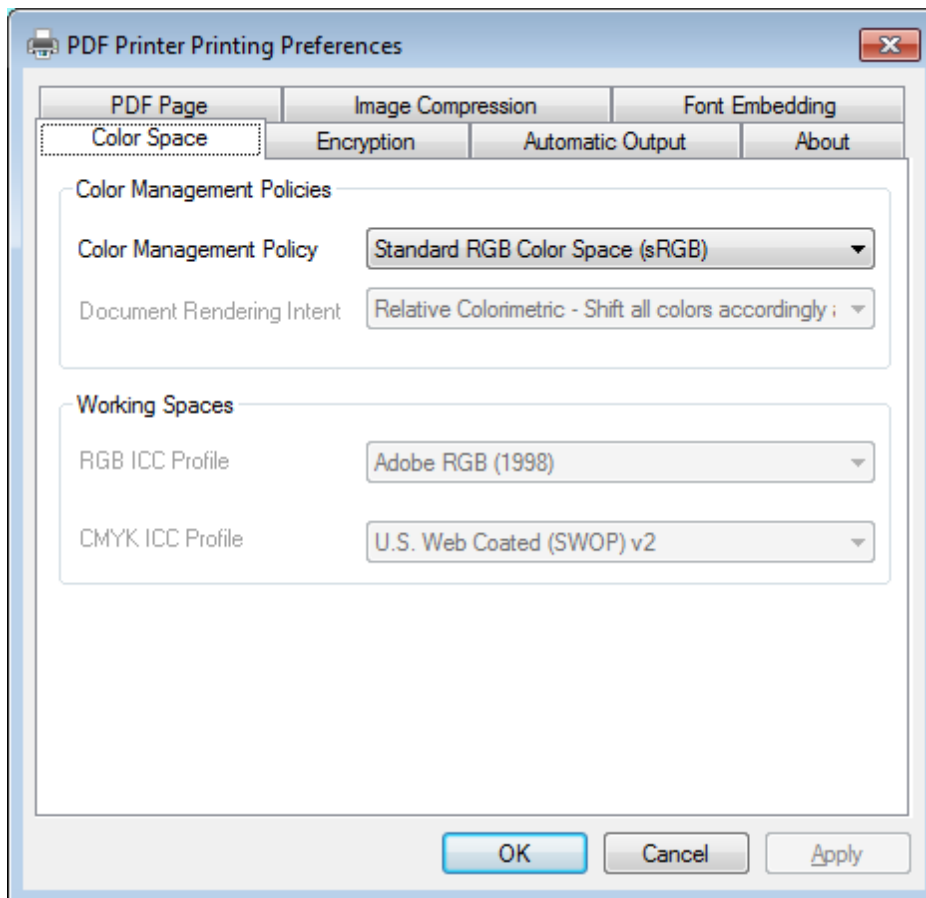 PDF Printer Printing Preferences
PDF Page Image Compression Font Embedding
Color Space Encryption Automatic Output About
Color Management Policies
Color Management Policy Standard RGB Color Space (sRGB)
Document Rendering Intent Relative Colorimetric - Shift all colors accordingly
Working Spaces
RGB ICC Profile Adobe RGB (1998)
CMYK ICC Profile U.S. Web Coated (SWOP) v2
OK Cancel Apply